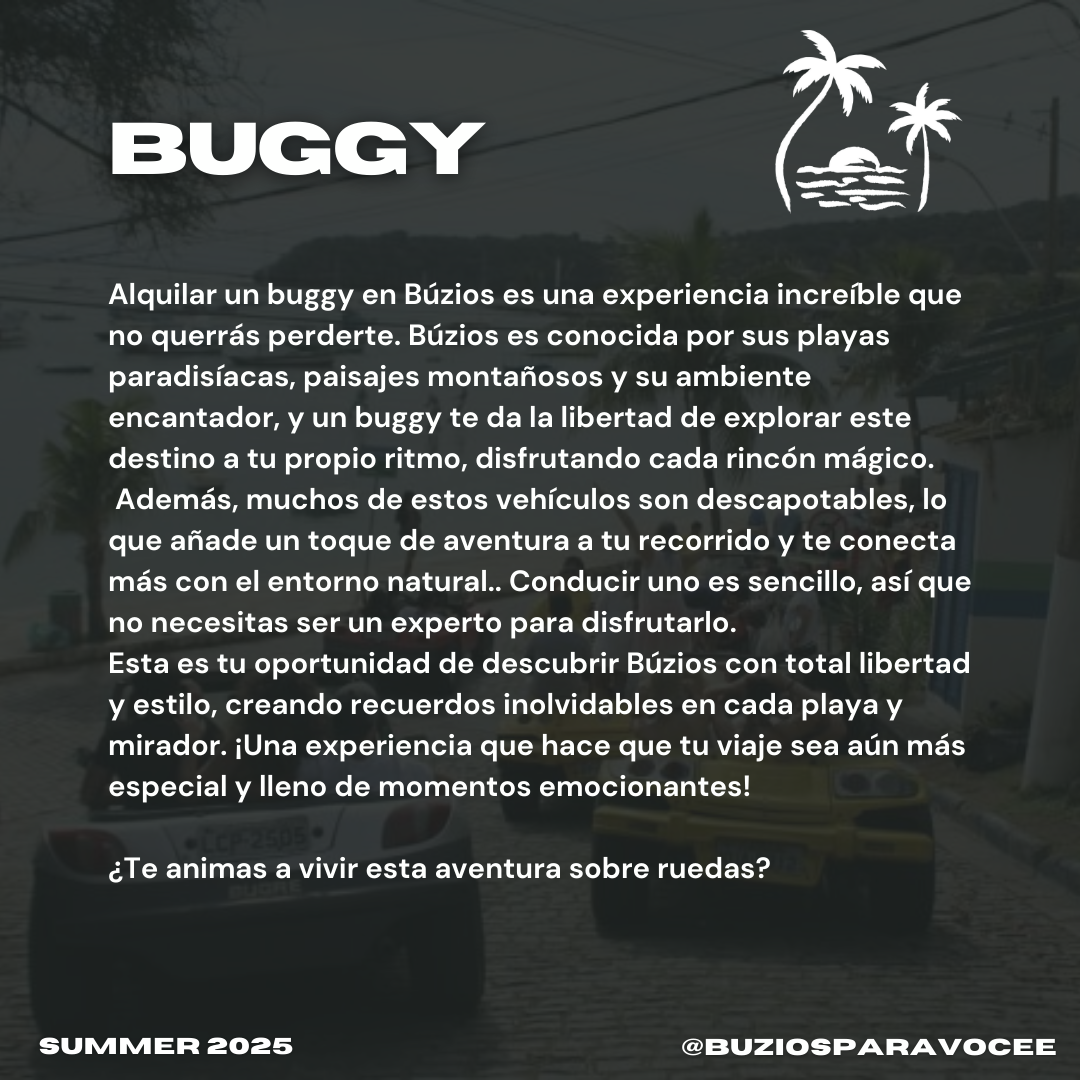 BUGGY
Alquilar un buggy en Búzios es una experiencia increíble que
no querrás perderte. Búzios es conocida por sus playas
paradisíacas, paisajes montañosos y su ambiente
encantador, y un buggy te da la libertad de explorar este
destino a tu propio ritmo, disfrutando cada rincón mágico.
Además, muchos de estos vehículos son descapotables, lo
que añade un toque de aventura a tu recorrido y te conecta
más con el entorno natural.. Conducir uno es sencillo, así que
no necesitas ser un experto para disfrutarlo.
Esta es tu oportunidad de descubrir Búzios con total libertad
y estilo, creando recuerdos inolvidables en cada playa y
mirador. ¡Una experiencia que hace que tu viaje sea aún más
especial y lleno de momentos emocionantes!
LCP-2505
¿Te animas a vivir esta aventura sobre ruedas?
SUMMER 2025
@BUZIOSPARAVOCEE